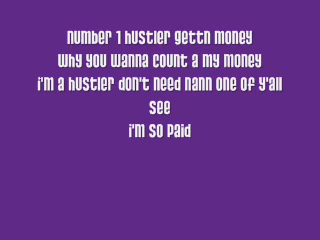 number 1 hustler gettn money
why you wanna count a my money
i'm a hustler don't need nann one of y'all
see
i'm so paid